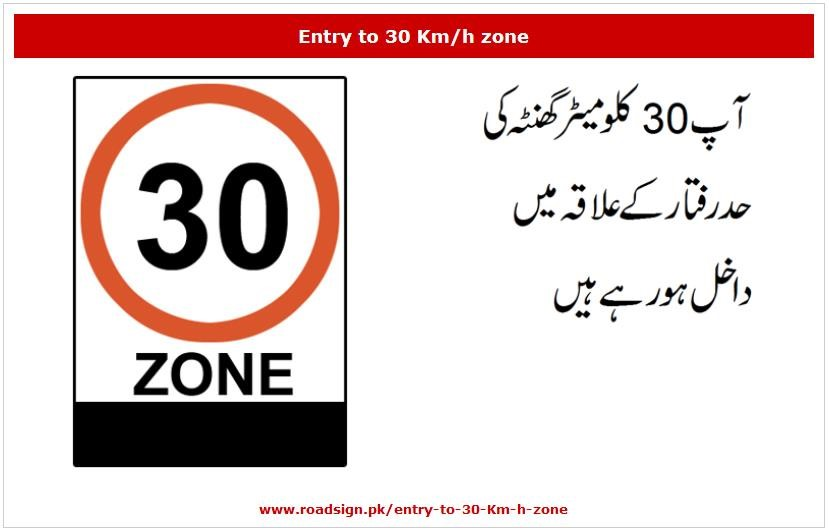 Entry to 30 Km/h zone
30
ZONE
آپ 30 کلومیٹر گھنٹہ کی
حد رفتار کے علاقہ میں
داخل ہو رہے ہیں
www.roadsign.pk/entry-to-30-Km-h-zone